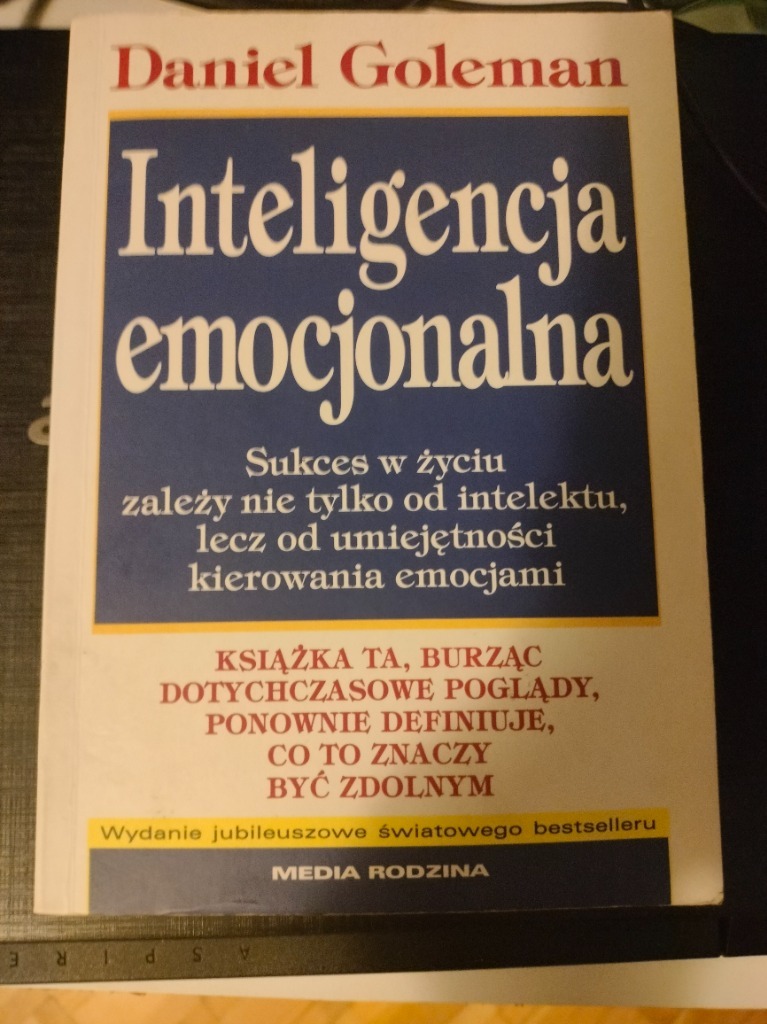 Daniel Goleman
Inteligencja
emocjonalna
Sukces w życiu
zależy nie tylko od intelektu,
lecz od umiejętności
kierowania emocjami
KSIĄŻKA TA, BURZĄC
DOTYCHCZASOWE POGLĄDY,
PONOWNIE DEFINIUJE,
CO TO ZNACZY
BYĆ ZDOLNYM
Wydanie jubileuszowe światowego bestselleru
MEDIA RODZINA
ASPIRE